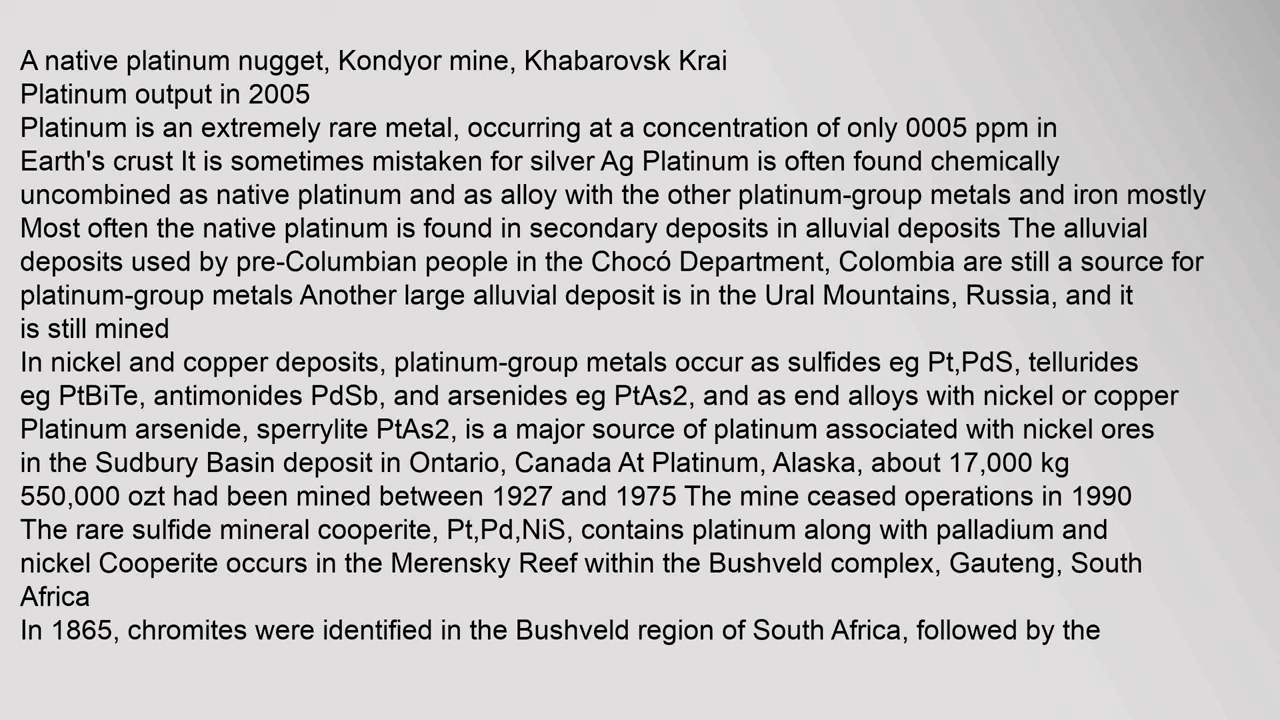 A native platinum nugget, Kondyor mine, Khabarovsk Krai
Platinum output in 2005
Platinum is an extremely rare metal, occurring at a concentration of only 0005 ppm in
Earth's crust It is sometimes mistaken for silver Ag Platinum is often found chemically
uncombined as native platinum and as alloy with the other platinum-group metals and iron mostly
Most often the native platinum is found in secondary deposits in alluvial deposits The alluvial
deposits used by pre-Columbian people in the Chocó Department, Colombia are still a source for
platinum-group metals Another large alluvial deposit is in the Ural Mountains, Russia, and it
is still mined
In nickel and copper deposits, platinum-group metals occur as sulfides eg Pt,PdS, tellurides
eg PtBiTe, antimonides PdSb, and arsenides eg PtAs2, and as end alloys with nickel or copper
Platinum arsenide, sperrylite PtAs2, is a major source of platinum associated with nickel ores
in the Sudbury Basin deposit in Ontario, Canada At Platinum, Alaska, about 17,000 kg
550,000 ozt had been mined between 1927 and 1975 The mine ceased operations in 1990
The rare sulfide mineral cooperite, Pt,Pd,NiS, contains platinum along with palladium and
nickel Cooperite occurs in the Merensky Reef within the Bushveld complex, Gauteng, South
Africa
In 1865, chromites were identified in the Bushveld region of South Africa, followed by the